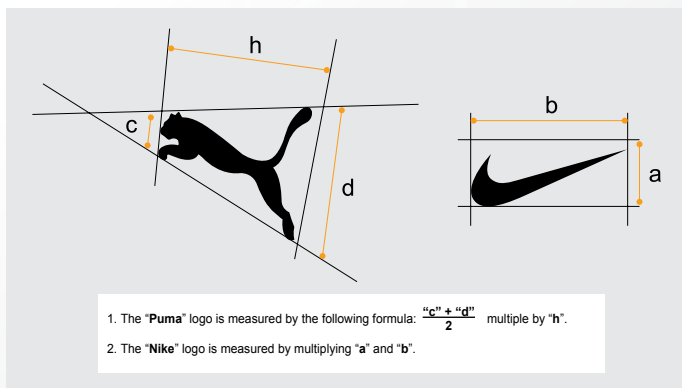 h
c
d
b
a
1. The “Puma” logo is measured by the following formula: “c” + “d” / 2 multiple by “h”.
2. The “Nike” logo is measured by multiplying “a” and “b”.